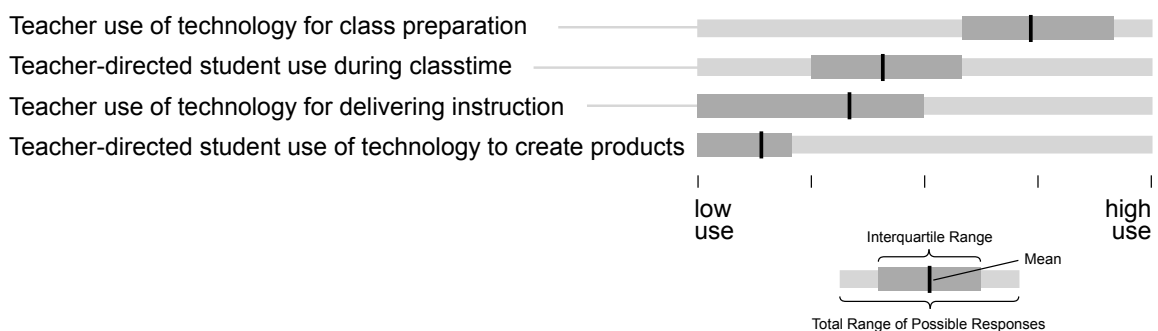 Teacher use of technology for class preparation
Teacher-directed student use during classtime
Teacher use of technology for delivering instruction
Teacher-directed student use of technology to create products
low
use
high
use
Interquartile Range
Mean
Total Range of Possible Responses